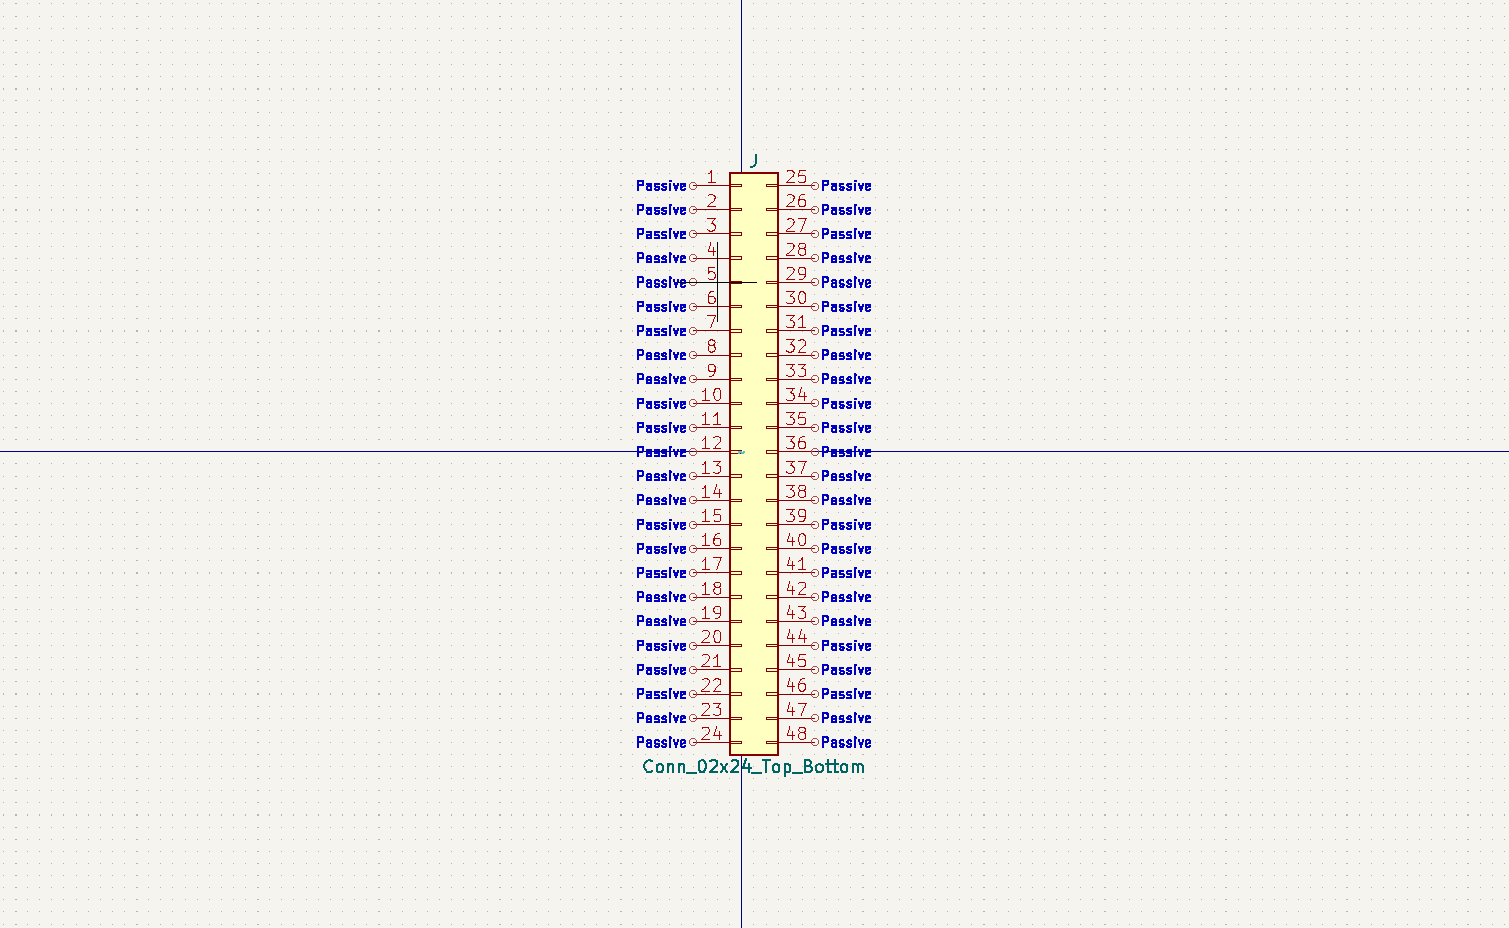 J
Passive 1 25 Passive
Passive 2 26 Passive
Passive 3 27 Passive
Passive 4 28 Passive
Passive 5 29 Passive
Passive 6 30 Passive
Passive 7 31 Passive
Passive 8 32 Passive
Passive 9 33 Passive
Passive 10 34 Passive
Passive 11 35 Passive
Passive 12 36 Passive
Passive 13 37 Passive
Passive 14 38 Passive
Passive 15 39 Passive
Passive 16 40 Passive
Passive 17 41 Passive
Passive 18 42 Passive
Passive 19 43 Passive
Passive 20 44 Passive
Passive 21 45 Passive
Passive 22 46 Passive
Passive 23 47 Passive
Passive 24 48 Passive
Conn_02x24_Top_Bottom